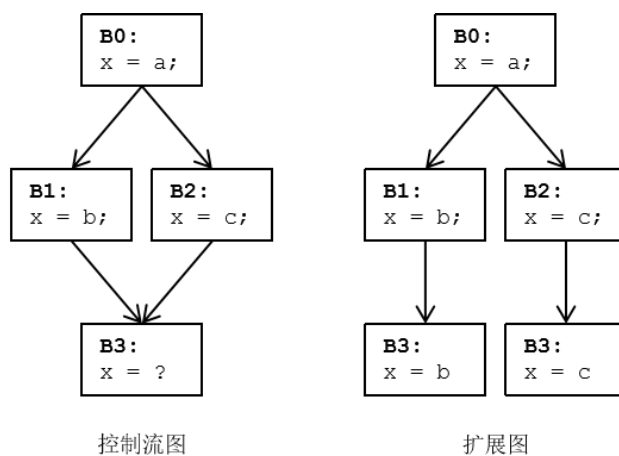 B0:
x = a;
B1:
x = b;
B2:
x = c;
B3:
x = ?
控制流图
B0:
x = a;
B1:
x = b;
B2:
x = c;
B3:
x = b
B3:
x = c
扩展图